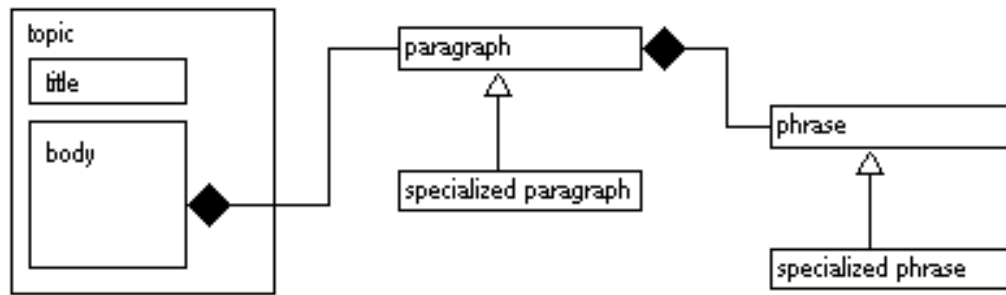 topic
title
body
paragraph
specialized paragraph
phrase
specialized phrase